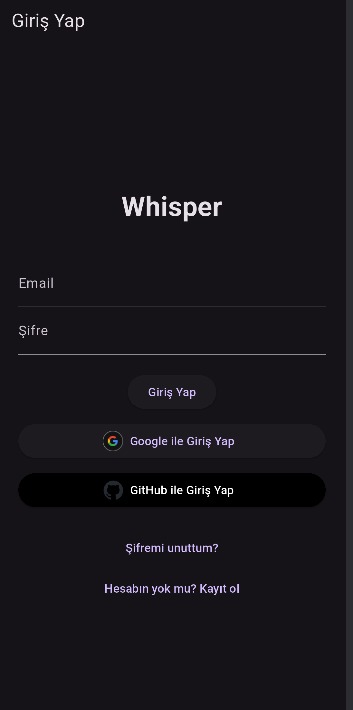 Giriş Yap
Whisper
Email
Şifre
Giriş Yap
Google ile Giriş Yap
GitHub ile Giriş Yap
Şifremi unuttum?
Hesabın yok mu? Kayıt ol